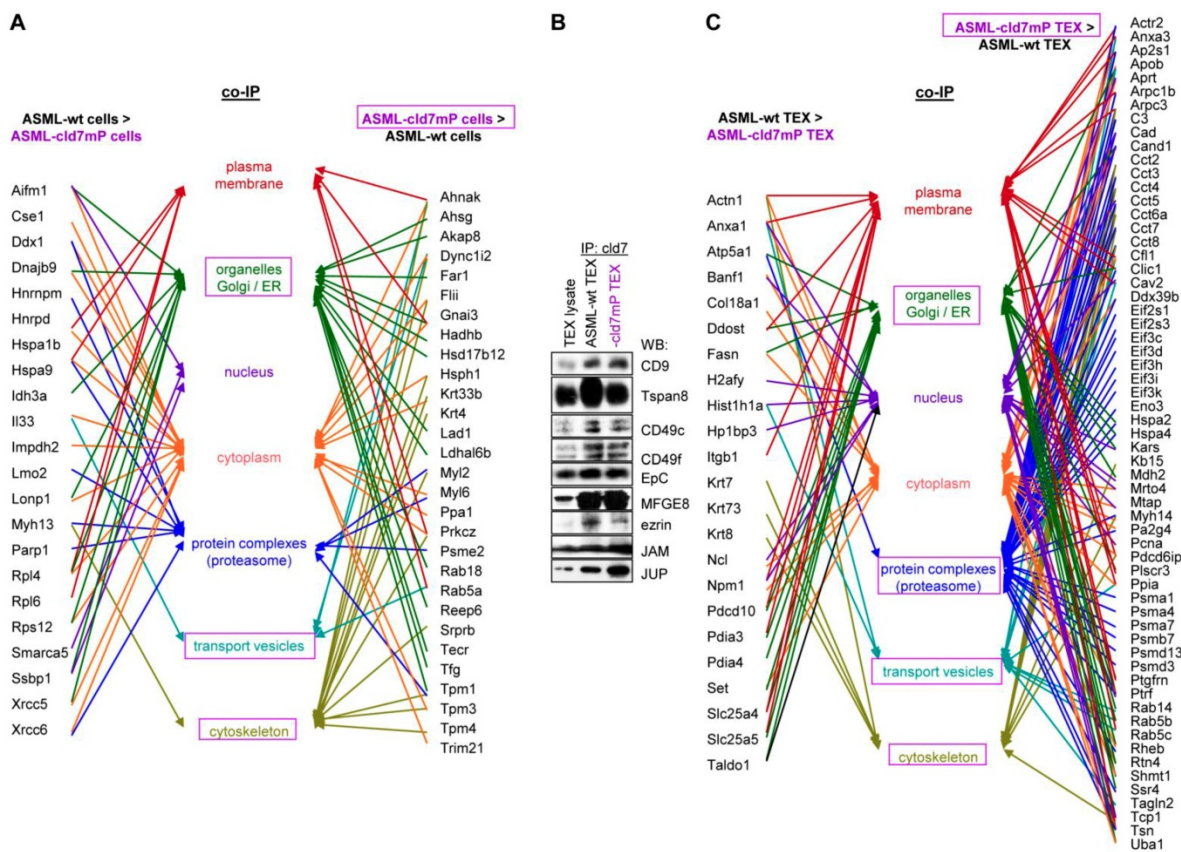 A
co-IP
ASML-wt cells >
ASML-cld7mP cells
ASML-cld7mP cells >
ASML-wt cells
plasma
membrane
organelles
Golgi / ER
nucleus
cytoplasm
protein complexes
(proteasome)
transport vesicles
cytoskeleton
Aifm1
Cse1
Ddx1
Dnajb9
Hnrnpm
Hnrpd
Hspa1b
Hspa9
Idh3a
Il33
Impdh2
Lmo2
Lonp1
Myh13
Parp1
Rpl4
Rpl6
Rps12
Smarca5
Ssbp1
Xrcc5
Xrcc6
Ahnak
Ahsg
Akap8
Dync1i2
Far1
Flii
Gnai3
Hadhb
Hsd17b12
Hsph1
Krt33b
Krt4
Lad1
Ldhal6b
Myl2
Myl6
Ppa1
Prkcz
Psme2
Rab18
Rab5a
Reep6
Srprb
Tecr
Tfg
Tpm1
Tpm3
Tpm4
Trim21
B
IP: cld7
TEX lysate
ASML-wt TEX
-cld7mP TEX
WB:
CD9
Tspan8
CD49c
CD49f
EpC
MFGE8
ezrin
JAM
JUP
C
co-IP
ASML-wt TEX >
ASML-cld7mP TEX
ASML-cld7mP TEX >
ASML-wt TEX
plasma
membrane
organelles
Golgi / ER
nucleus
cytoplasm
protein complexes
(proteasome)
transport vesicles
cytoskeleton
Actn1
Anxa1
Atp5a1
Banf1
Col18a1
Ddost
Fasn
H2afy
Hist1h1a
Hp1bp3
Itgb1
Krt7
Krt73
Krt8
Ncl
Npm1
Pdcd10
Pdia3
Pdia4
Set
Slc25a4
Slc25a5
Taldo1
Actr2
Anxa3
Ap2s1
Apob
Aprt
Arpc1b
Arpc3
C3
Cad
Cand1
Cct2
Cct3
Cct4
Cct5
Cct6a
Cct7
Cct8
Cfl1
Clic1
Cav2
Ddx39b
Eif2s1
Eif2s3
Eif3c
Eif3d
Eif3h
Eif3i
Eif3k
Eno3
Hspa2
Hspa4
Kars
Kb15
Mdh2
Mrto4
Mtap
Myh14
Pa2g4
Pcna
Pdcd6ip
Plscr3
Ppia
Psma1
Psma4
Psma7
Psmb7
Psmd13
Psmd3
Ptgfrn
Ptrf
Rab14
Rab5b
Rab5c
Rheb
Rtn4
Shmt1
Ssr4
Tagln2
Tcp1
Tsn
Uba1